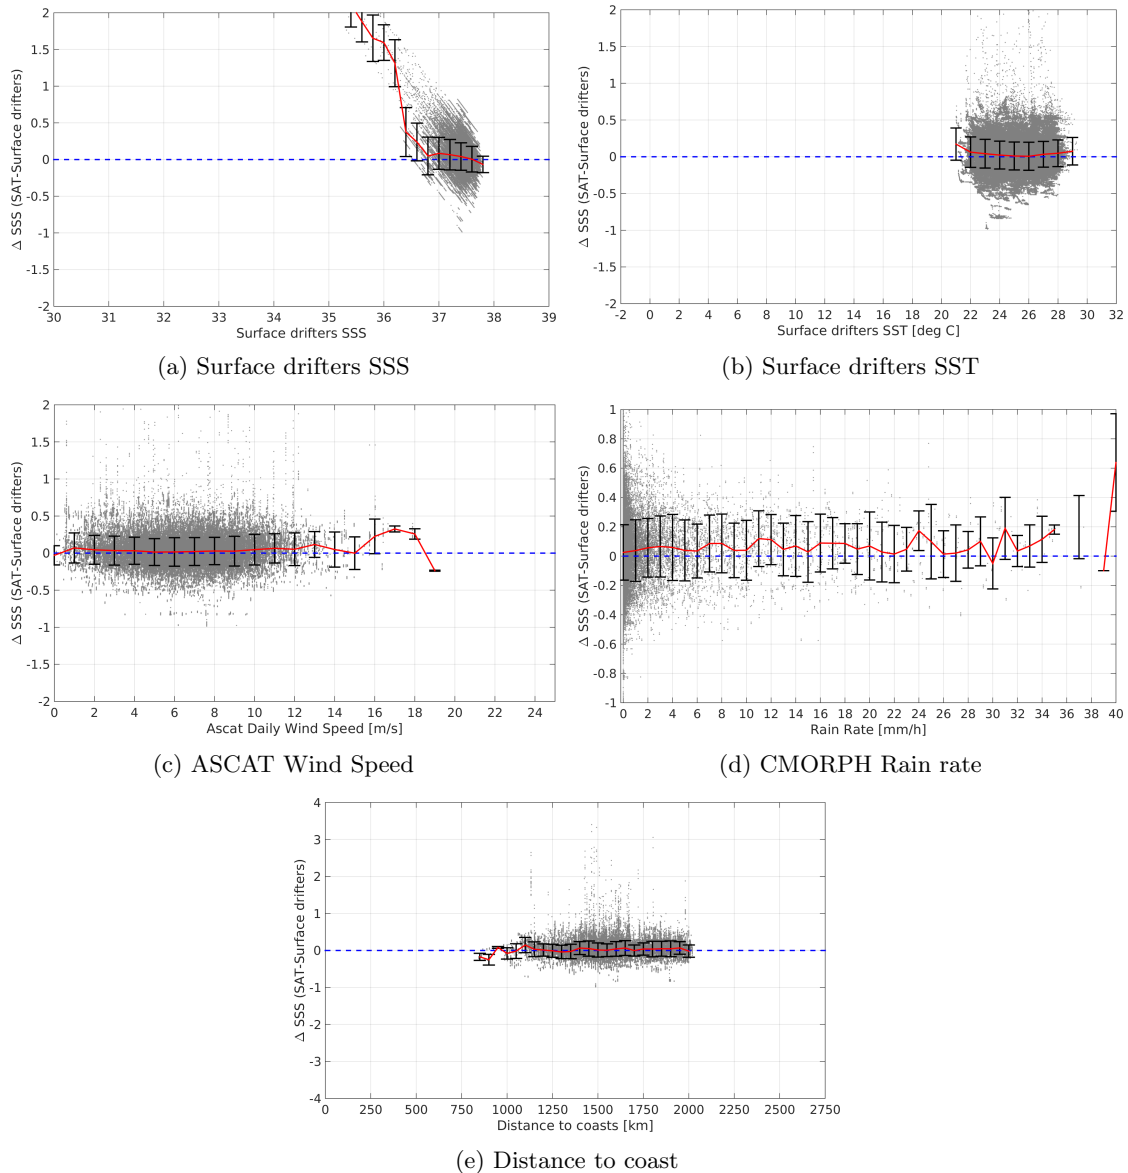 2
1.5
1
0.5
0
-0.5
-1
-1.5
-2
Δ SSS (SAT-Surface drifters)
30 31 32 33 34 35 36 37 38 39
Surface drifters SSS
(a) Surface drifters SSS
2
1.5
1
0.5
0
-0.5
-1
-1.5
-2
Δ SSS (SAT-Surface drifters)
-2 0 2 4 6 8 10 12 14 16 18 20 22 24 26 28 30 32
Surface drifters SST [deg C]
(b) Surface drifters SST
2
1.5
1
0.5
0
-0.5
-1
-1.5
-2
Δ SSS (SAT-Surface drifters)
0 2 4 6 8 10 12 14 16 18 20 22 24
Ascat Daily Wind Speed [m/s]
(c) ASCAT Wind Speed
1
0.8
0.6
0.4
0.2
0
-0.2
-0.4
-0.6
-0.8
-1
Δ SSS (SAT-Surface drifters)
0 2 4 6 8 10 12 14 16 18 20 22 24 26 28 30 32 34 36 38 40
Rain Rate [mm/h]
(d) CMORPH Rain rate
4
3
2
1
0
-1
-2
-3
-4
Δ SSS (SAT-Surface drifters)
0 250 500 750 1000 1250 1500 1750 2000 2250 2500 2750
Distance to coasts [km]
(e) Distance to coast